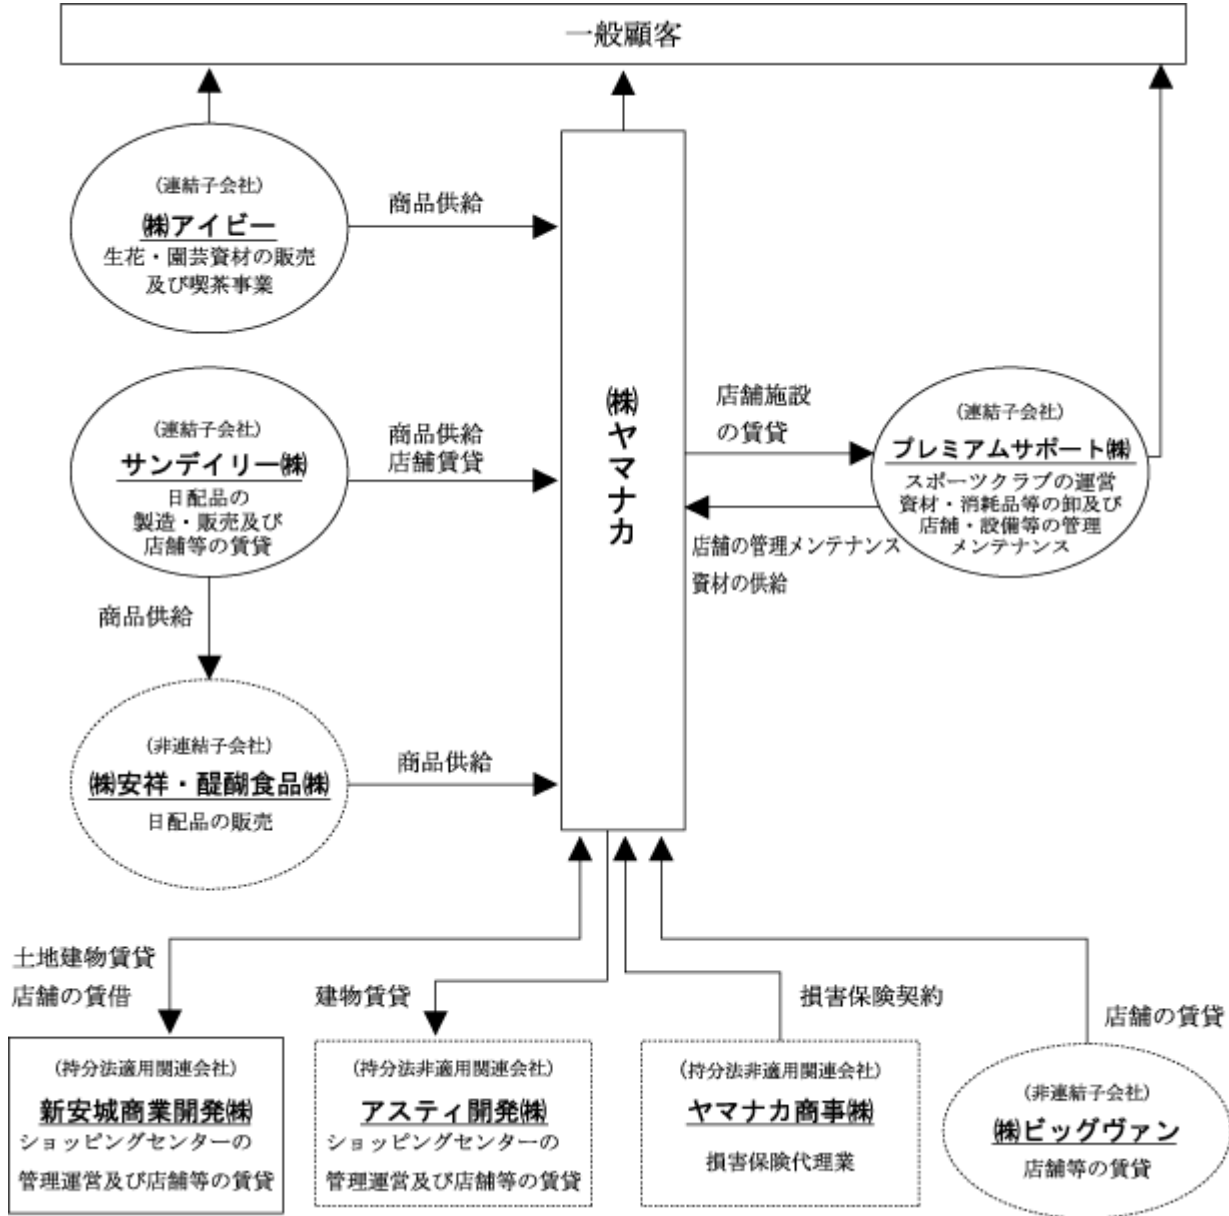 一般顧客
(連結子会社)
㈱アイビー
生花・園芸資材の販売
及び喫茶事業
商品供給
(連結子会社)
サンデイリー㈱
日配品の
製造・販売及び
店舗等の賃貸
商品供給
店舗賃貸
㈱ヤマナカ
店舗施設
の賃貸
(連結子会社)
プレミアムサポート㈱
スポーツクラブの運営
資材・消耗品等の卸及び
店舗・設備等の管理
メンテナンス
店舗の管理メンテナンス
資材の供給
商品供給
(非連結子会社)
㈱安祥・醍醐食品㈱
日配品の販売
商品供給
土地建物賃貸
店舗の賃借
建物賃貸
損害保険契約
店舗の賃貸
(持分法適用関連会社)
新安城商業開発㈱
ショッピングセンターの
管理運営及び店舗等の賃貸
(持分法非適用関連会社)
アスティ開発㈱
ショッピングセンターの
管理運営及び店舗等の賃貸
(持分法非適用関連会社)
ヤマナカ商事㈱
損害保険代理業
(非連結子会社)
㈱ビッグヴァン
店舗等の賃貸